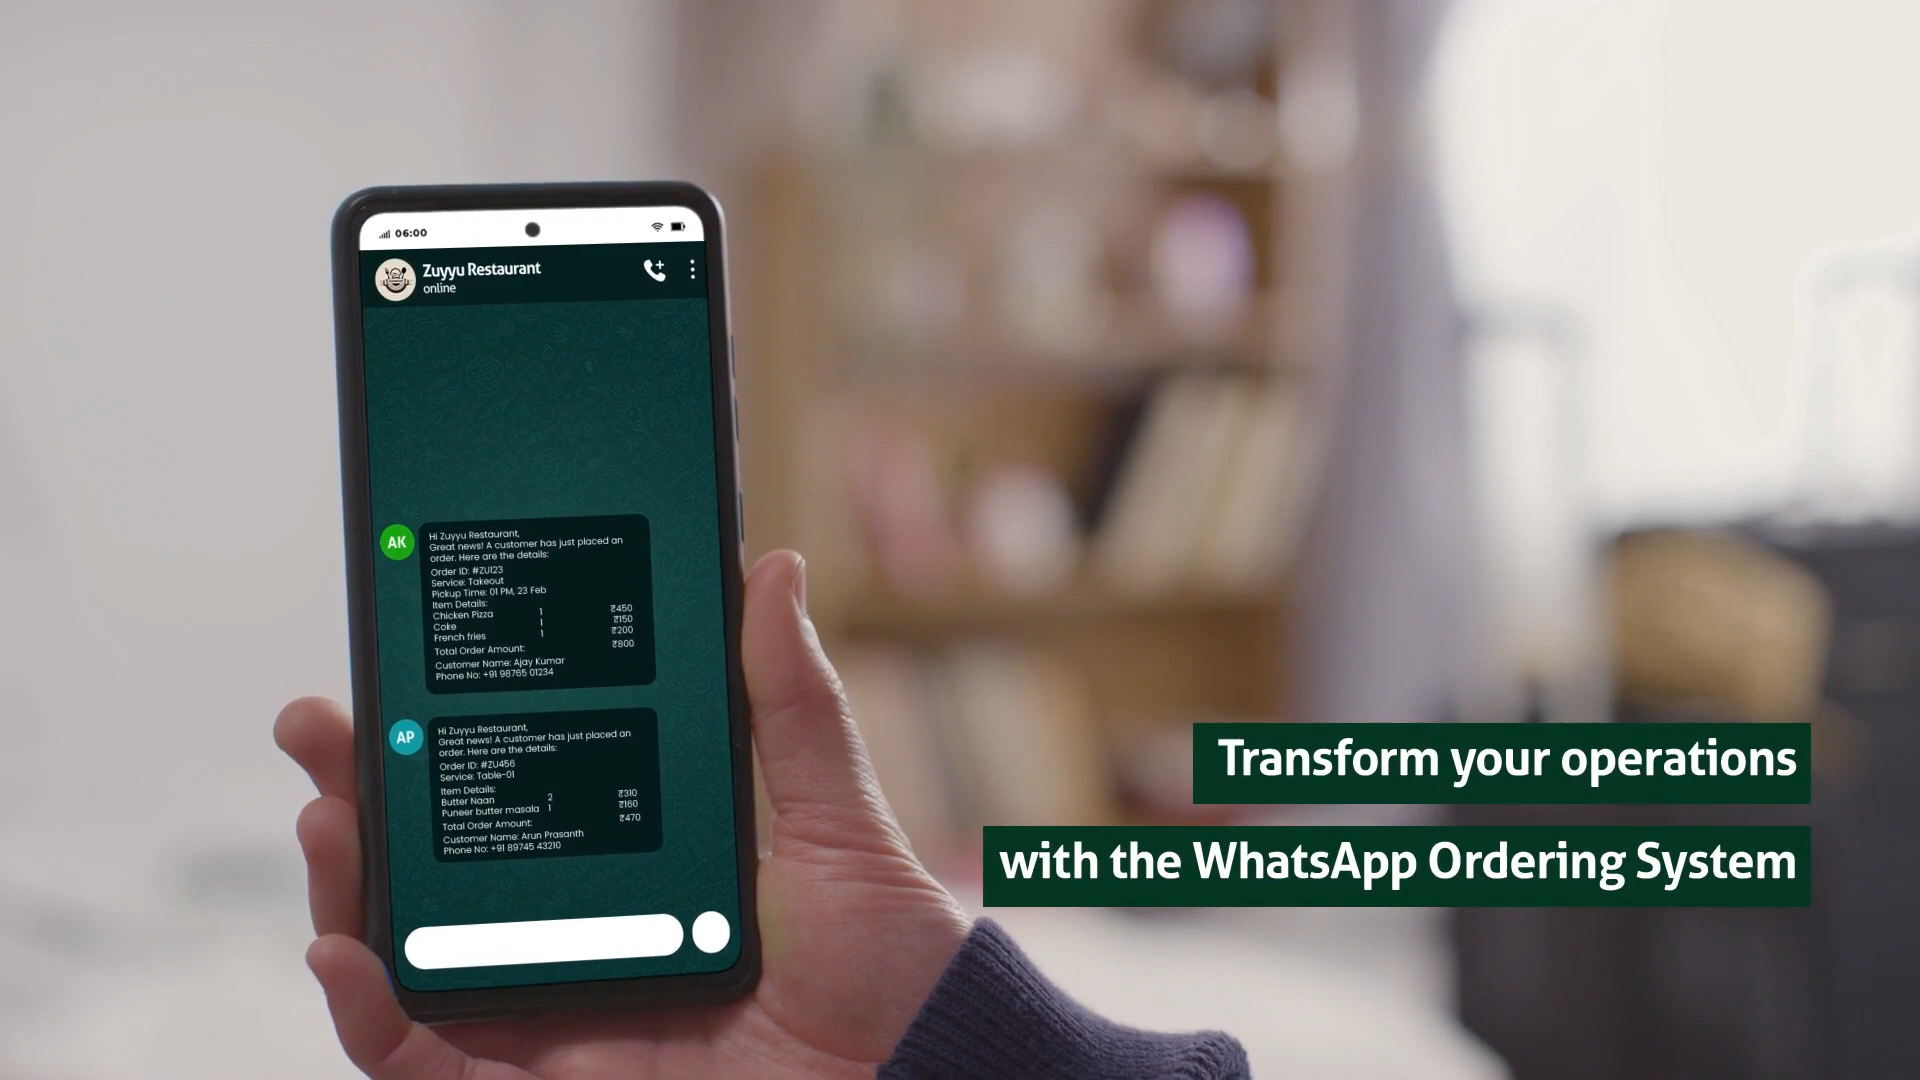 06:00
Zuyyu Restaurant
online
AK
Hi Zuyyu Restaurant,
Great news! A customer has just placed an
order. Here are the details:
Order ID: #ZU123
Service: Takeout
Pickup Time: 01 PM, 23 Feb
Item Details:
Chicken Pizza 1 ₹450
Coke 1 ₹150
French fries 1 ₹200
Total Order Amount: ₹800
Customer Name: Ajay Kumar
Phone No: +91 98765 01234
AP
Hi Zuyyu Restaurant,
Great news! A customer has just placed an
order. Here are the details:
Order ID: #ZU456
Service: Table-01
Item Details:
Butter Naan 2 ₹310
Puneer butter masala 1 ₹160
Total Order Amount: ₹470
Customer Name: Arun Prasanth
Phone No: +91 89745 43210
Transform your operations
with the WhatsApp Ordering System